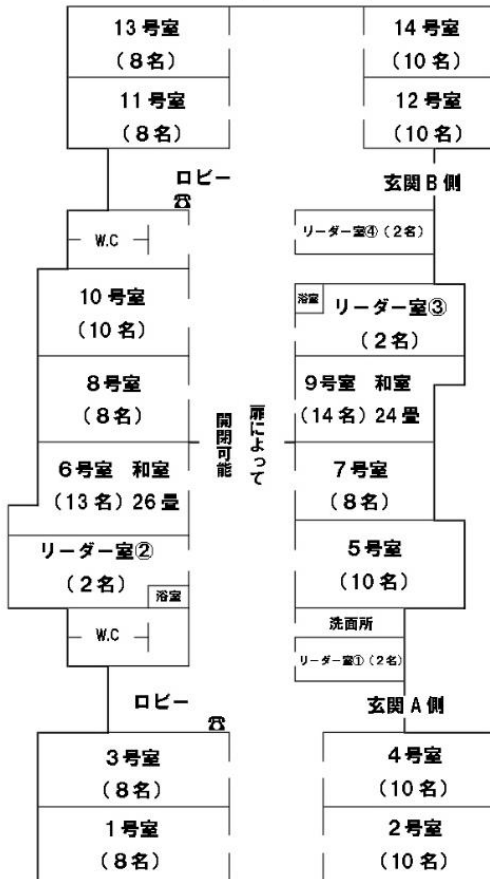 13号室
(8名)
14号室
(10名)
11号室
(8名)
12号室
(10名)
ロビー
☎
玄関B側
W.C
リーダー室④(2名)
10号室
(10名)
浴室
リーダー室③
(2名)
8号室
(8名)
9号室 和室
(14名)24畳
扉によって
開閉可能
6号室 和室
(13名)26畳
7号室
(8名)
リーダー室②
(2名)
浴室
5号室
(10名)
W.C
洗面所
リーダー室①(2名)
ロビー
☎
玄関A側
3号室
(8名)
4号室
(10名)
1号室
(8名)
2号室
(10名)